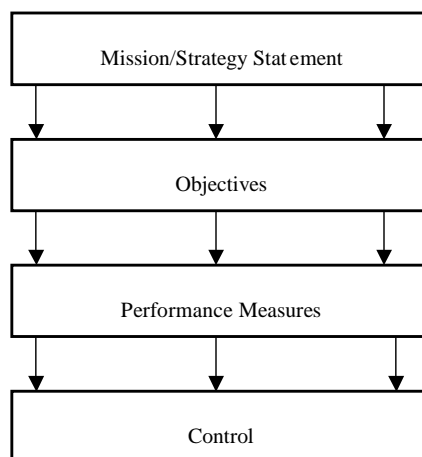 Mission/Strategy Statement
Objectives
Performance Measures
Control